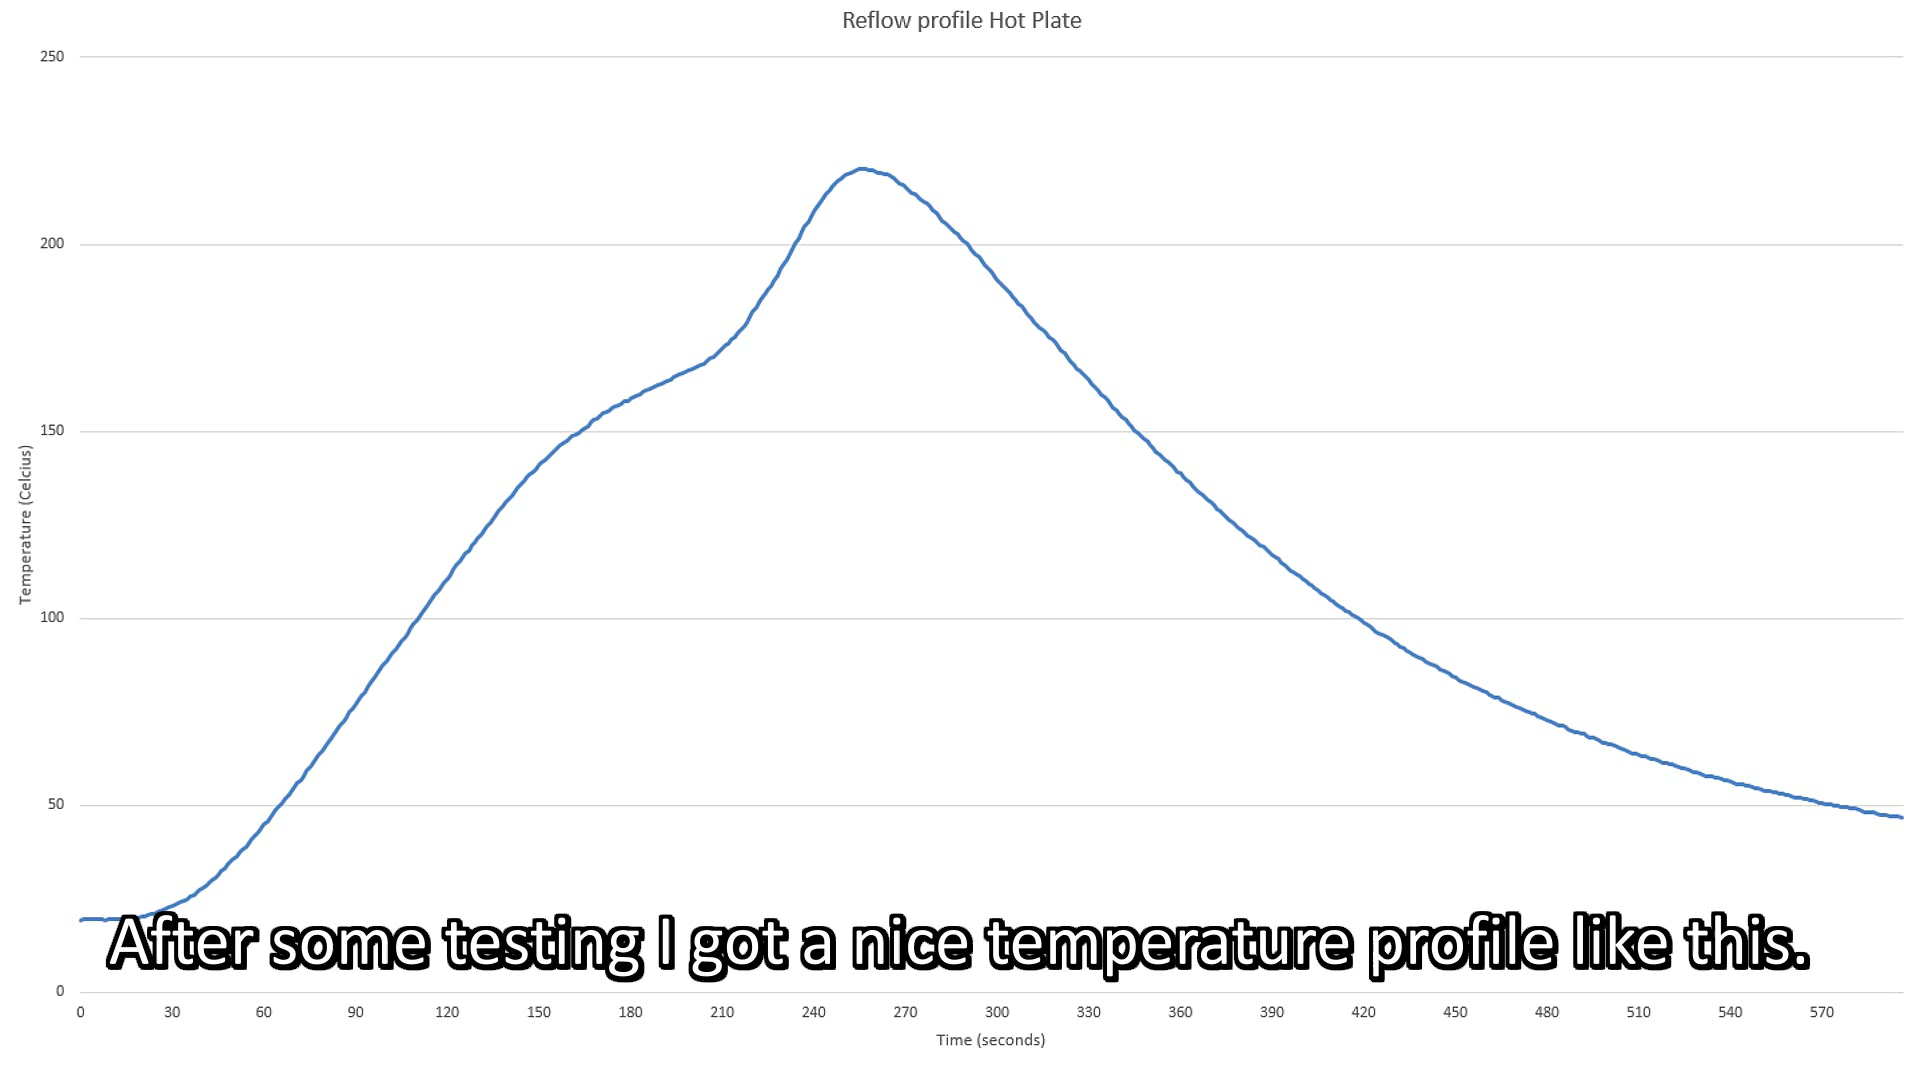 Reflow profile Hot Plate
250
200
150
100
50
0
Temperature (Celcius)
After some testing I got a nice temperature profile like this.
0 30 60 90 120 150 180 210 240 270 300 330 360 390 420 450 480 510 540 570
Time (seconds)